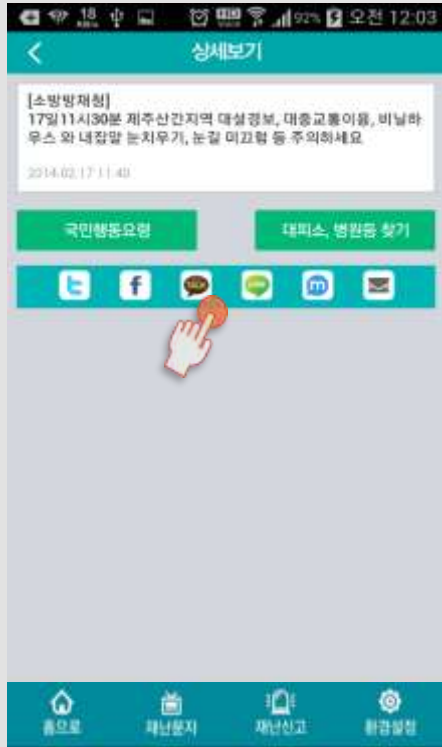 18
KB/s
92% 오전 12:03
상세보기
[소방방재청]
17일11시30분 제주산간지역 대설경보, 대중교통이용, 비닐하
우스 와 내집앞 눈치우기, 눈길 미끄럼 등 주의하세요
2014.02.17 11:40
국민행동요령
대피소, 병원등 찾기
TALK
LINE
홈으로
재난문자
재난신고
환경설정